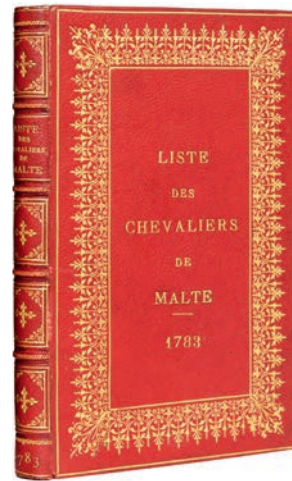 LISTE
DES
CHEVALIERS
DE
MALTE
1783
LISTE
DES
CHEVALIERS
DE
MALTE
1783